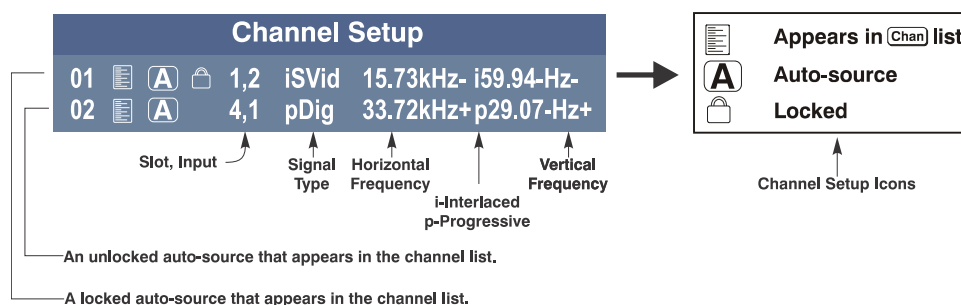 Channel Setup
01 A 1,2 iSVid 15.73kHz- i59.94-Hz-
02 A 4,1 pDig 33.72kHz+p29.07-Hz+
Slot, Input
Signal Type
Horizontal Frequency
i-Interlaced
p-Progressive
Vertical Frequency
An unlocked auto-source that appears in the channel list.
A locked auto-source that appears in the channel list.
Appears in Chan list
A Auto-source
Locked
Channel Setup Icons